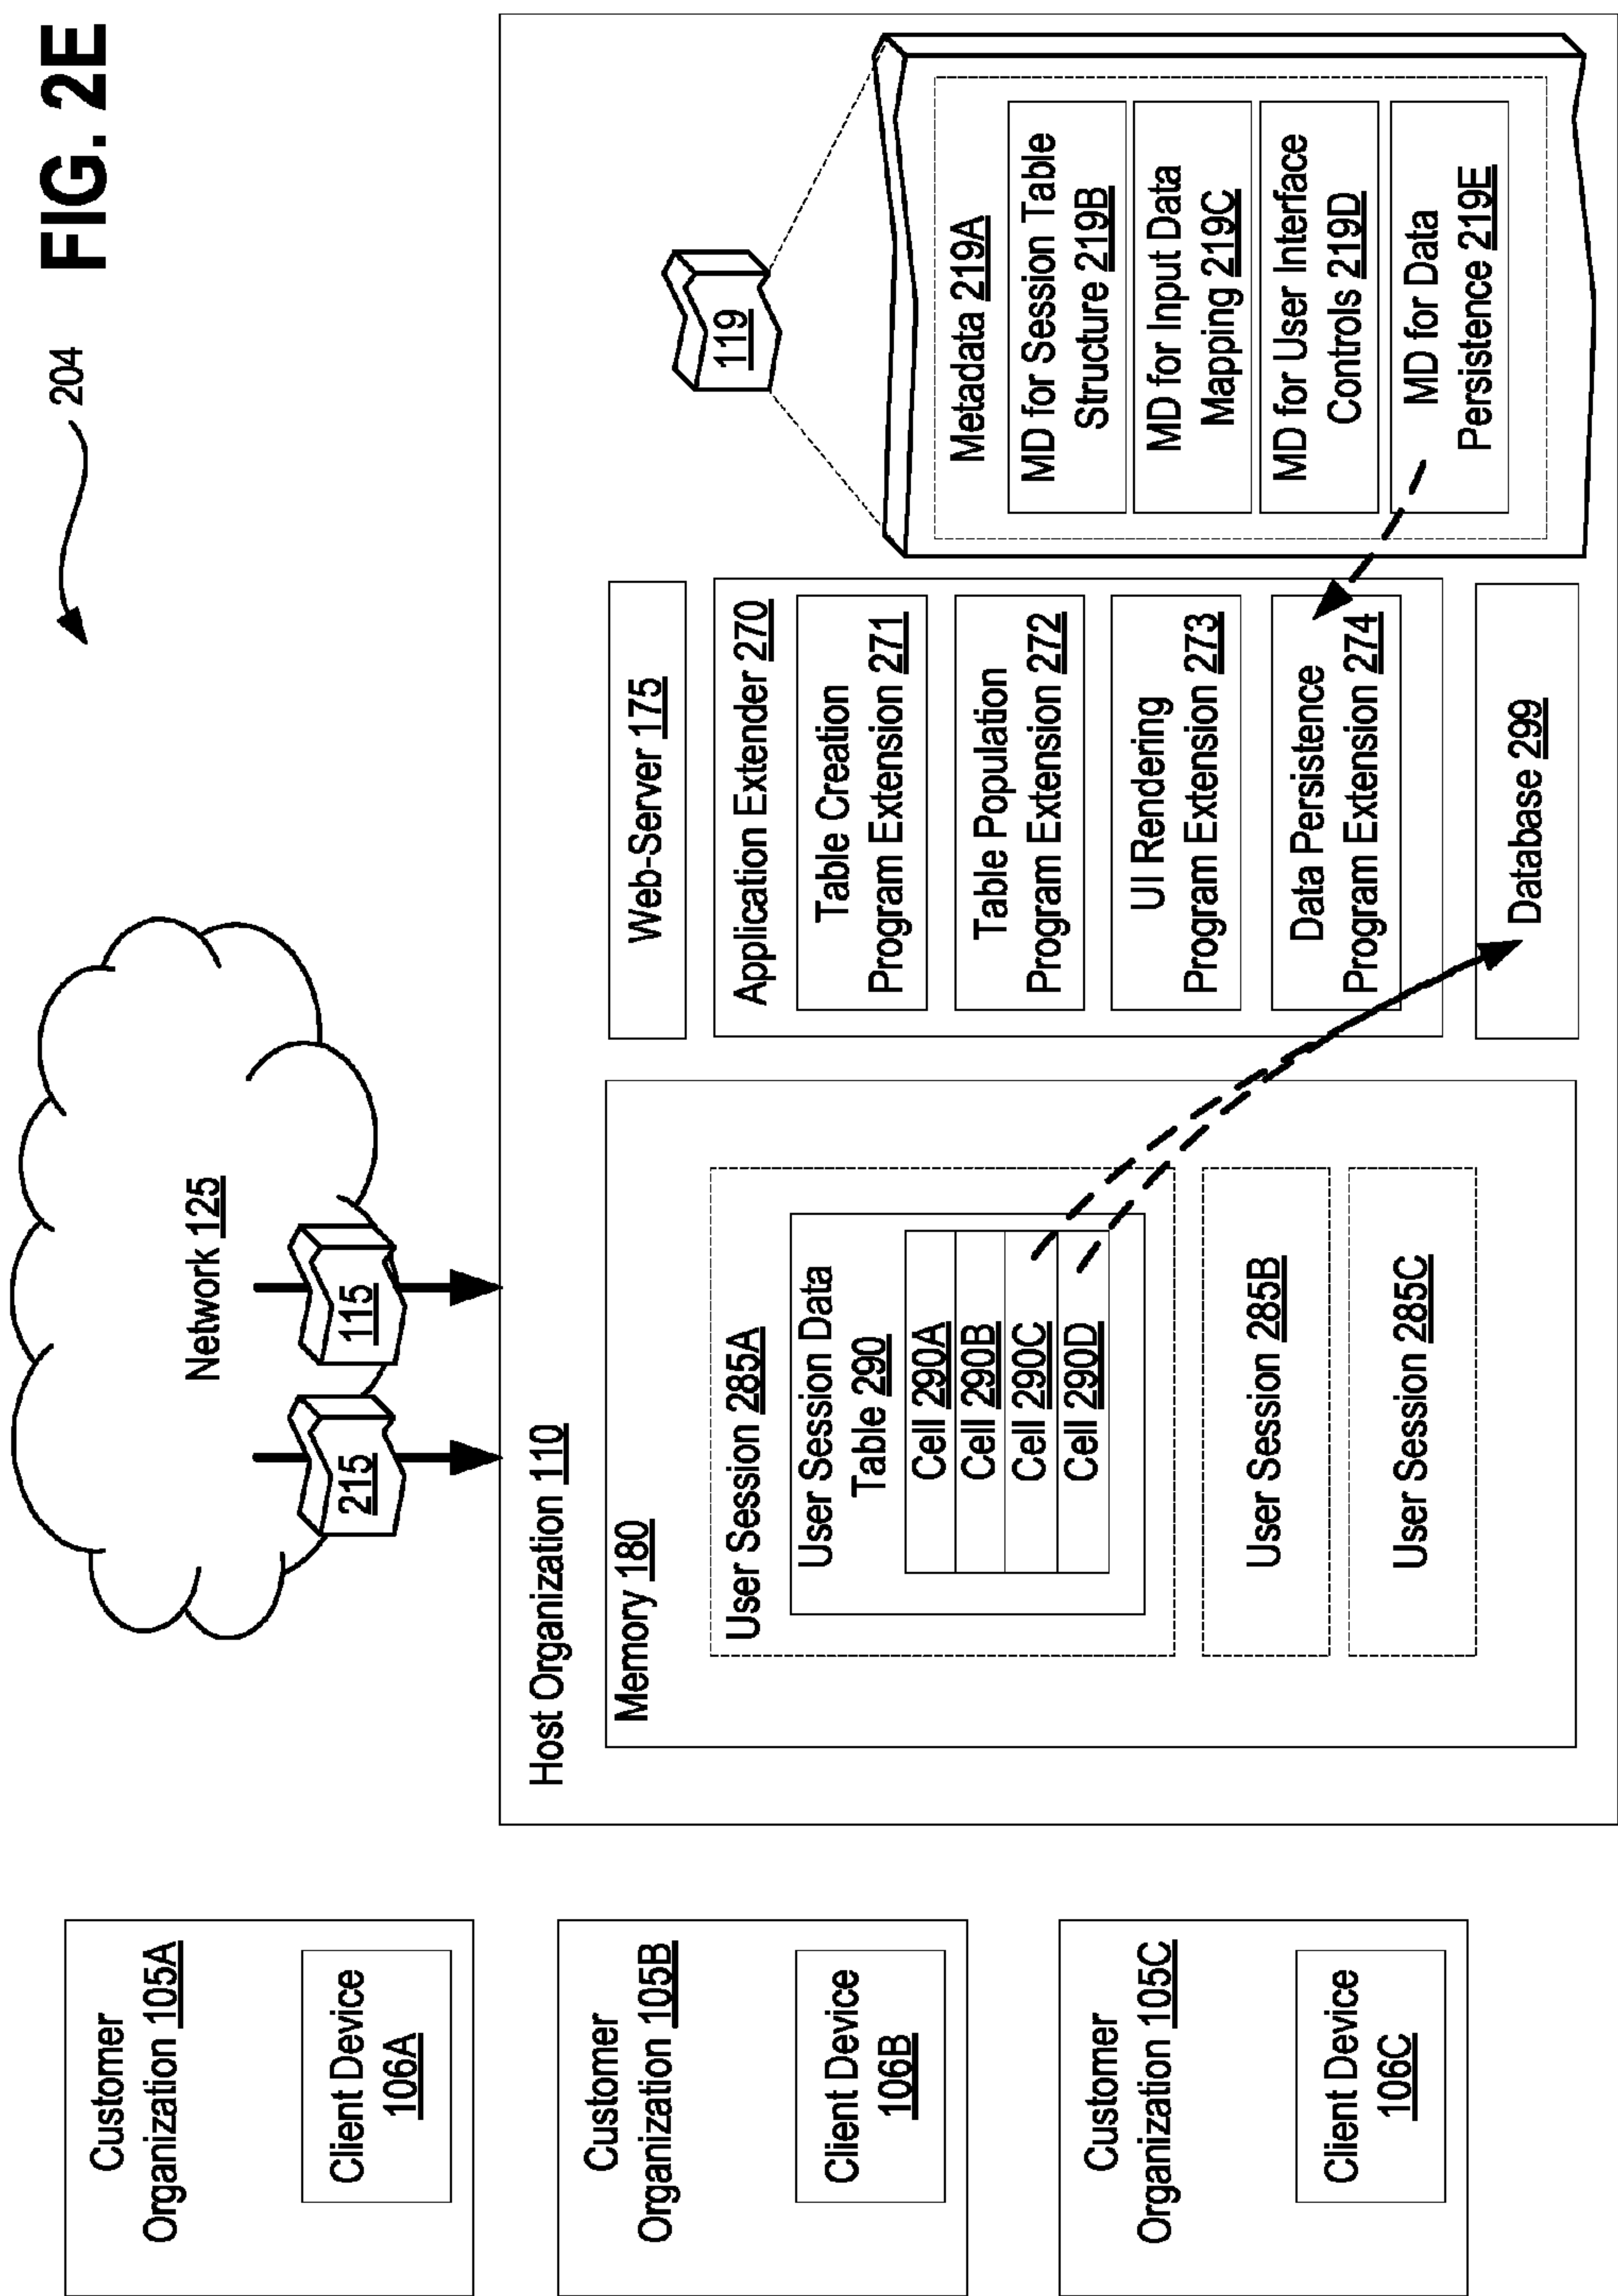 FIG. 2E
204
Customer
Organization 105A
Client Device
106A
Customer
Organization 105B
Client Device
106B
Customer
Organization 105C
Client Device
106C
Network 125
215
115
Host Organization 110
Memory 180
User Session 285A
User Session Data
Table 290
Cell 290A
Cell 290B
Cell 290C
Cell 290D
User Session 285B
User Session 285C
Web-Server 175
Application Extender 270
Table Creation
Program Extension 271
Table Population
Program Extension 272
UI Rendering
Program Extension 273
Data Persistence
Program Extension 274
Database 299
119
Metadata 219A
MD for Session Table
Structure 219B
MD for Input Data
Mapping 219C
MD for User Interface
Controls 219D
MD for Data
Persistence 219E